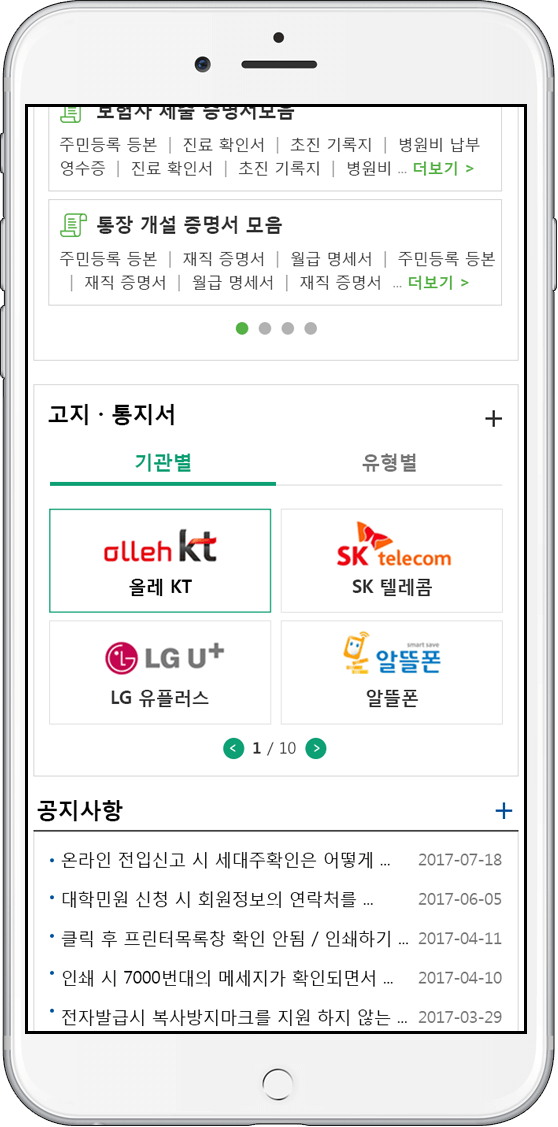 보험사 제출 증명서모음
주민등록 등본 | 진료 확인서 | 초진 기록지 | 병원비 납부
영수증 | 진료 확인서 | 초진 기록지 | 병원비 ... 더보기 >
통장 개설 증명서 모음
주민등록 등본 | 재직 증명서 | 월급 명세서 | 주민등록 등본
| 재직 증명서 | 월급 명세서 | 재직 증명서 ... 더보기 >
고지 · 통지서 +
기관별 유형별
olleh kt
SK telecom
올레 KT
SK 텔레콤
LG U+
smart save
알뜰폰
LG 유플러스
알뜰폰
< 1 / 10 >
공지사항 +
• 온라인 전입신고 시 세대주확인은 어떻게 ... 2017-07-18
• 대학민원 신청 시 회원정보의 연락처를 ... 2017-06-05
• 클릭 후 프린터목록창 확인 안됨 / 인쇄하기 ... 2017-04-11
• 인쇄 시 7000번대의 메세지가 확인되면서 ... 2017-04-10
• 전자발급시 복사방지마크를 지원 하지 않는 ... 2017-03-29